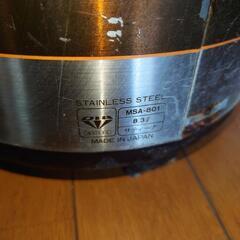 STAINLESS STEEL
MSA-801
8.3ℓ
MADE IN JAPAN